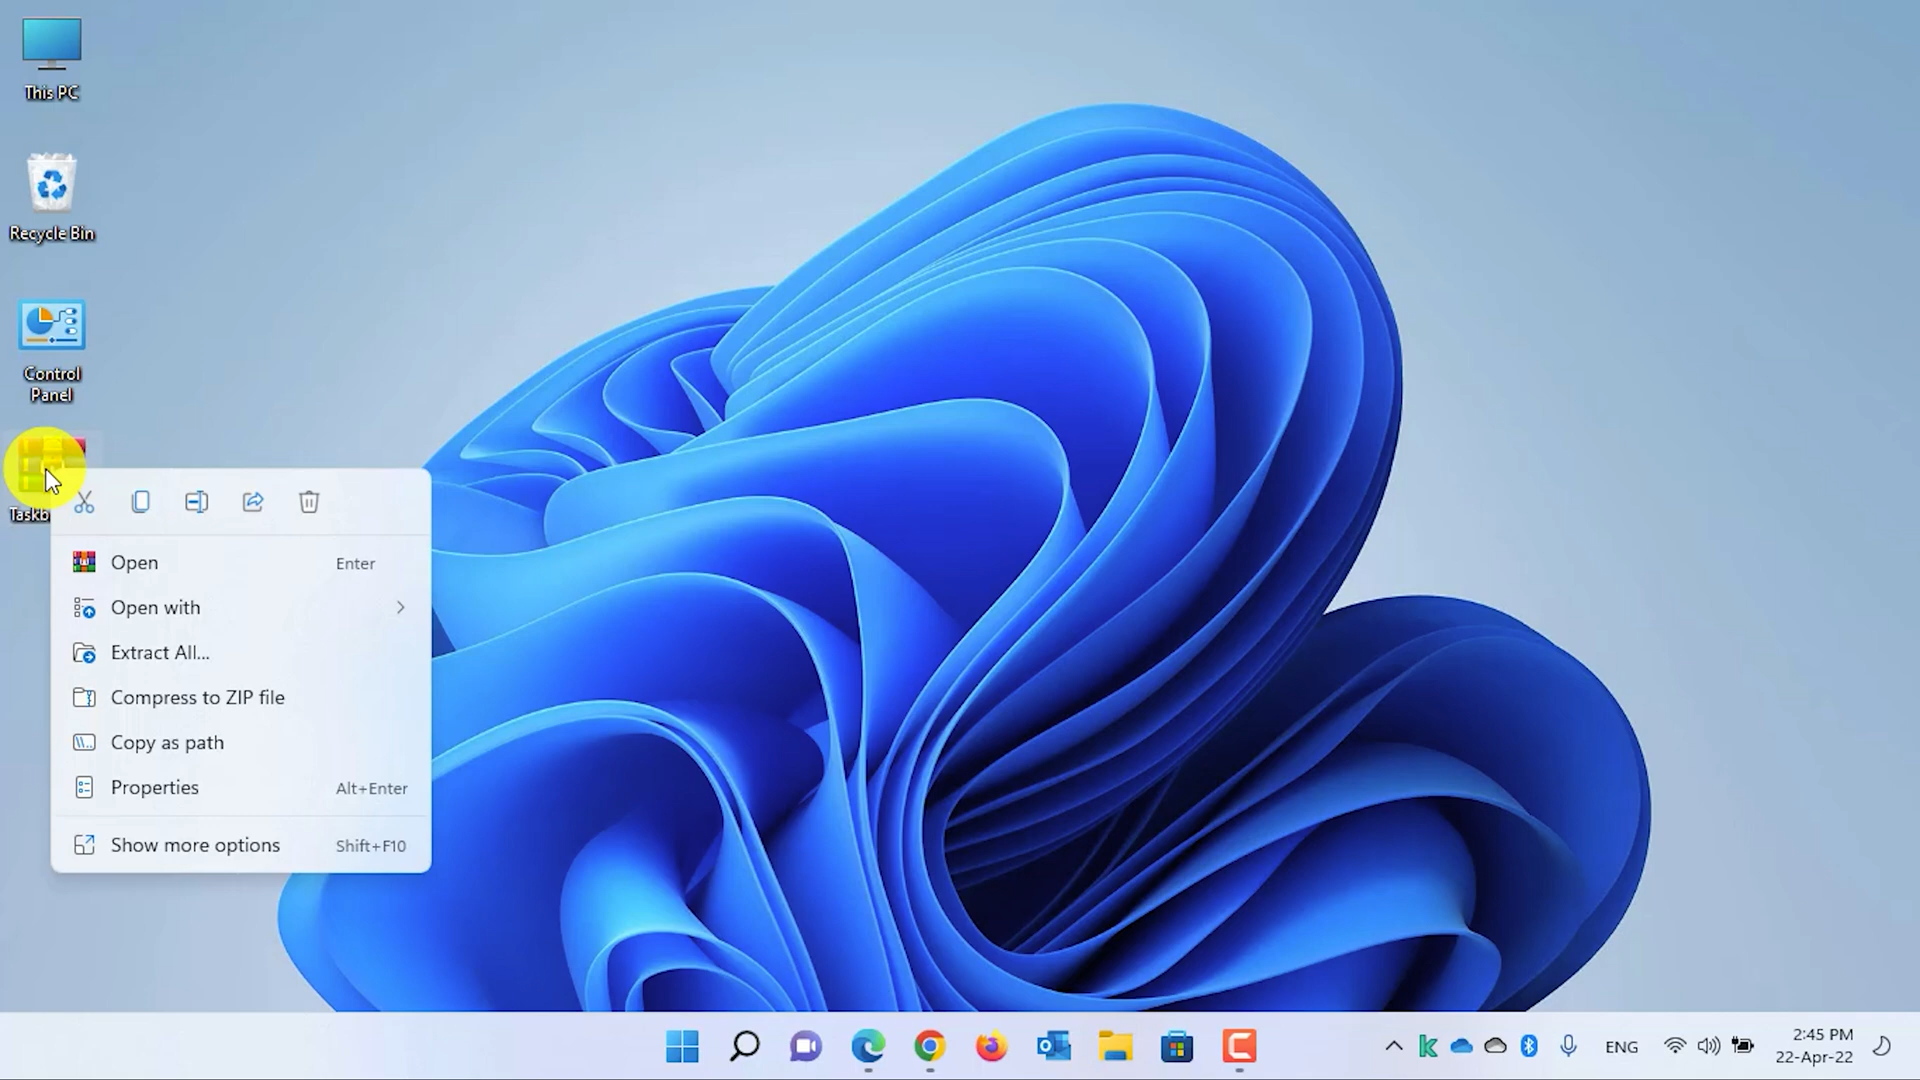 This PC
Recycle Bin
Control
Panel
Open Enter
Open with
Extract All...
Compress to ZIP file
Copy as path
Properties Alt+Enter
Show more options Shift+F10
ENG
2:45 PM
22-Apr-22